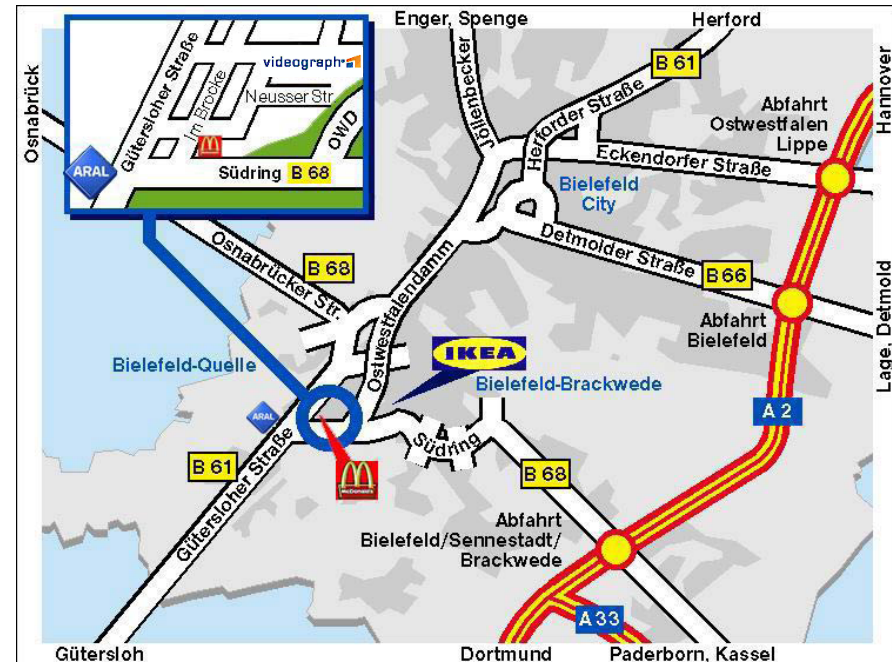 Enger, Spenge
Herford
Osnabrück
Hannover
Lage, Detmold
Gütersloher Straße
Im Brocke
videograph
Neusser Str.
OWD
ARAL
Südring B 68
Jöllenbecker
Herforder Straße
B 61
Abfahrt
Ostwestfalen
Lippe
Eckendorfer Straße
Bielefeld
City
Detmolder Straße
B 66
Osnabrücker Str.
B 68
Ostwestfalendamm
Abfahrt
Bielefeld
Bielefeld-Quelle
IKEA
Bielefeld-Brackwede
ARAL
A 2
Südring
B 61
Gütersloher Straße
McDonald's
B 68
Abfahrt
Bielefeld/Sennestadt/
Brackwede
A 33
Gütersloh
Dortmund
Paderborn, Kassel